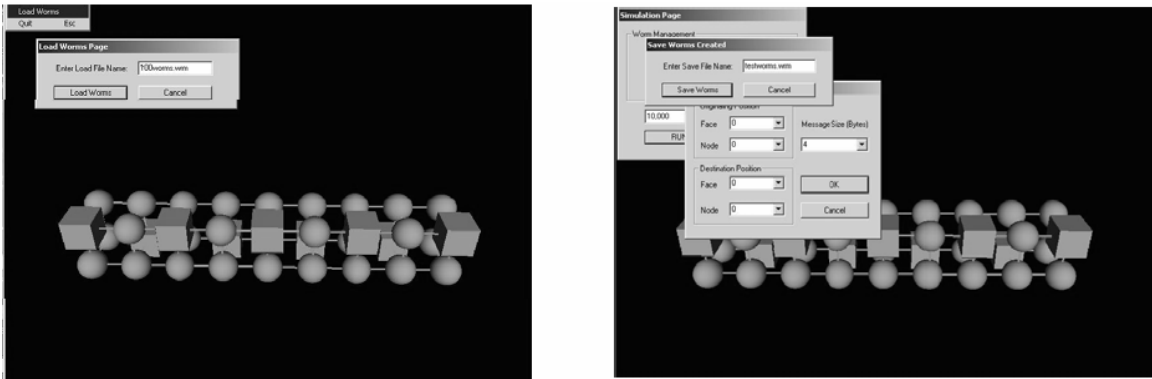 Load Worms
Quit Esc
Load Worms Page
Enter Load File Name: 100worms.wrm
Load Worms Cancel
Simulation Page
Worm Management
Save Worms Created
Enter Save File Name: testworms.wrm
Save Worms Cancel
Originating Position
10,000
Face 0 Message Size (Bytes)
RUN
Node 0 4
Destination Position
Face 0 OK
Node 0 Cancel